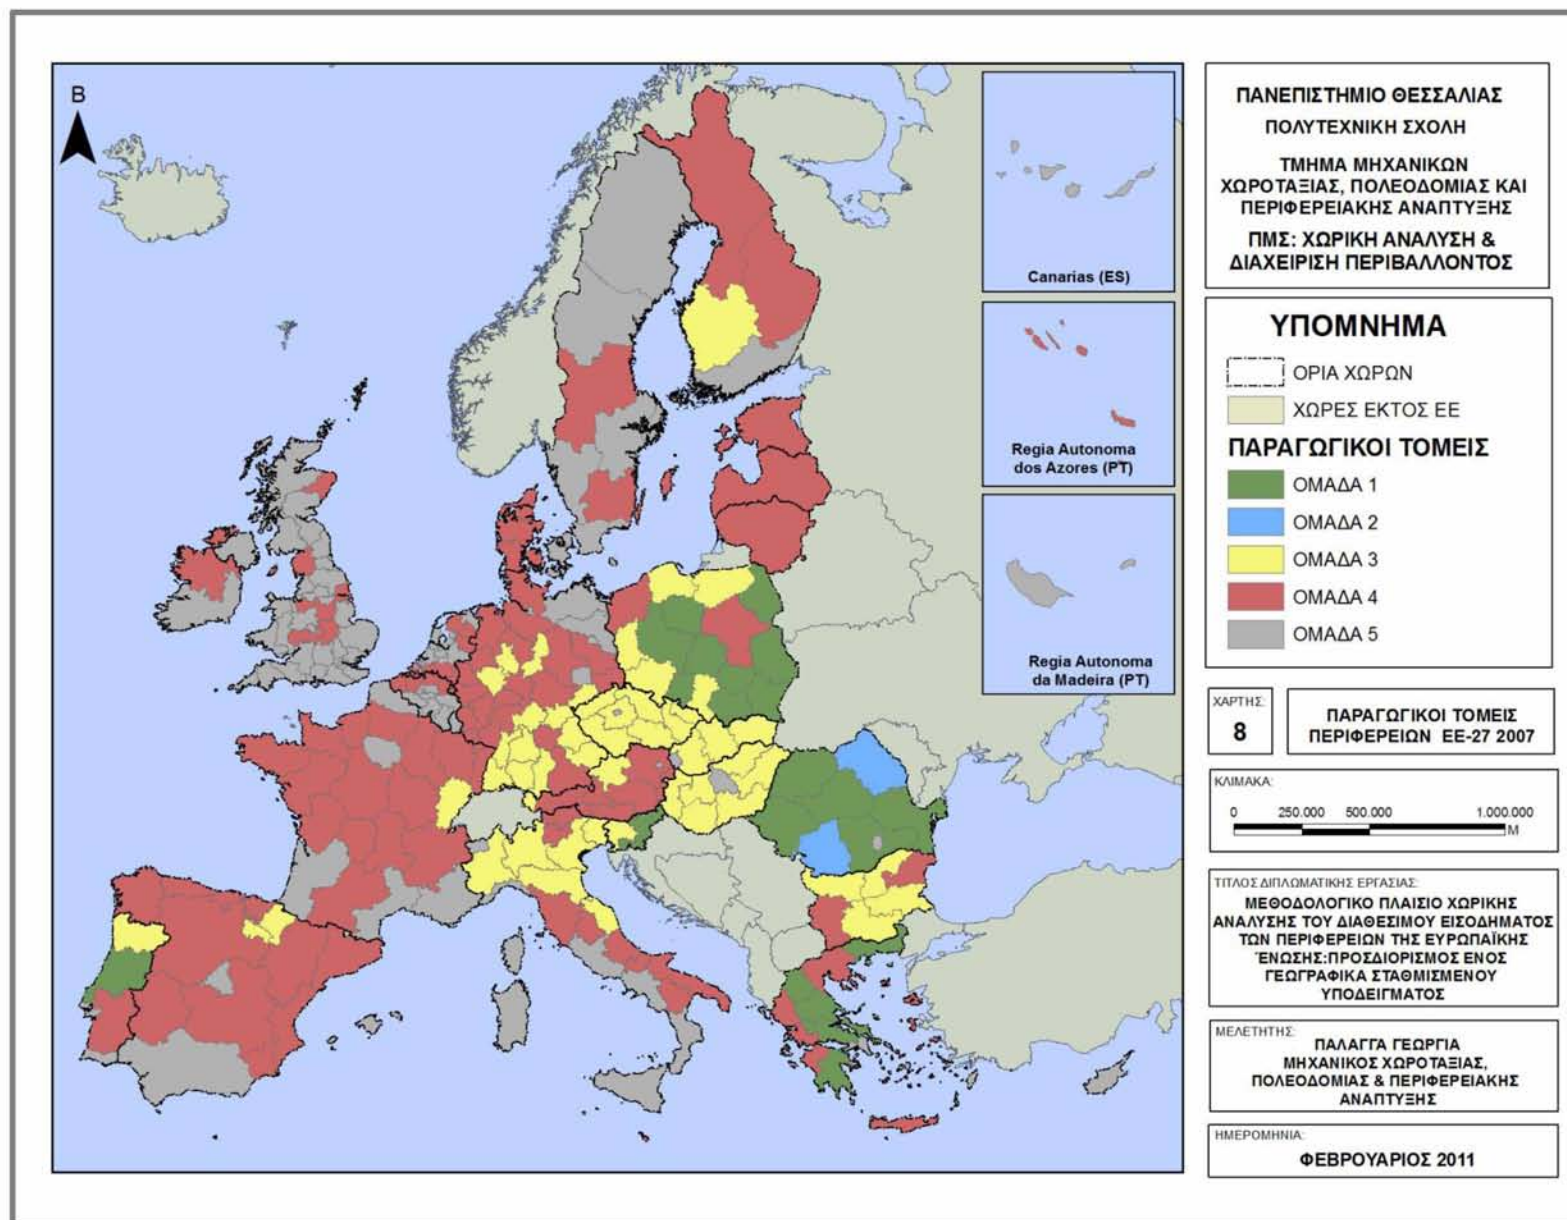 B
Canarias (ES)
Regia Autonoma
dos Azores (PT)
Regia Autonoma
da Madeira (PT)
ΠΑΝΕΠΙΣΤΗΜΙΟ ΘΕΣΣΑΛΙΑΣ
ΠΟΛΥΤΕΧΝΙΚΗ ΣΧΟΛΗ
ΤΜΗΜΑ ΜΗΧΑΝΙΚΩΝ
ΧΩΡΟΤΑΞΙΑΣ, ΠΟΛΕΟΔΟΜΙΑΣ ΚΑΙ
ΠΕΡΙΦΕΡΕΙΑΚΗΣ ΑΝΑΠΤΥΞΗΣ
ΠΜΣ: ΧΩΡΙΚΗ ΑΝΑΛΥΣΗ &
ΔΙΑΧΕΙΡΙΣΗ ΠΕΡΙΒΑΛΛΟΝΤΟΣ
ΥΠΟΜΝΗΜΑ
ΟΡΙΑ ΧΩΡΩΝ
ΧΩΡΕΣ ΕΚΤΟΣ ΕΕ
ΠΑΡΑΓΩΓΙΚΟΙ ΤΟΜΕΙΣ
ΟΜΑΔΑ 1
ΟΜΑΔΑ 2
ΟΜΑΔΑ 3
ΟΜΑΔΑ 4
ΟΜΑΔΑ 5
ΧΑΡΤΗΣ:
8
ΠΑΡΑΓΩΓΙΚΟΙ ΤΟΜΕΙΣ
ΠΕΡΙΦΕΡΕΙΩΝ ΕΕ-27 2007
ΚΛΙΜΑΚΑ:
0 250.000 500.000 1.000.000
M
ΤΙΤΛΟΣ ΔΙΠΛΩΜΑΤΙΚΗΣ ΕΡΓΑΣΙΑΣ:
ΜΕΘΟΔΟΛΟΓΙΚΟ ΠΛΑΙΣΙΟ ΧΩΡΙΚΗΣ
ΑΝΑΛΥΣΗΣ ΤΟΥ ΔΙΑΘΕΣΙΜΟΥ ΕΙΣΟΔΗΜΑΤΟΣ
ΤΩΝ ΠΕΡΙΦΕΡΕΙΩΝ ΤΗΣ ΕΥΡΩΠΑΪΚΗΣ
ΈΝΩΣΗΣ:ΠΡΟΣΔΙΟΡΙΣΜΟΣ ΕΝΟΣ
ΓΕΩΓΡΑΦΙΚΑ ΣΤΑΘΜΙΣΜΕΝΟΥ
ΥΠΟΔΕΙΓΜΑΤΟΣ
ΜΕΛΕΤΗΤΗΣ:
ΠΑΛΑΓΓΑ ΓΕΩΡΓΙΑ
ΜΗΧΑΝΙΚΟΣ ΧΩΡΟΤΑΞΙΑΣ,
ΠΟΛΕΟΔΟΜΙΑΣ & ΠΕΡΙΦΕΡΕΙΑΚΗΣ
ΑΝΑΠΤΥΞΗΣ
ΗΜΕΡΟΜΗΝΙΑ:
ΦΕΒΡΟΥΑΡΙΟΣ 2011